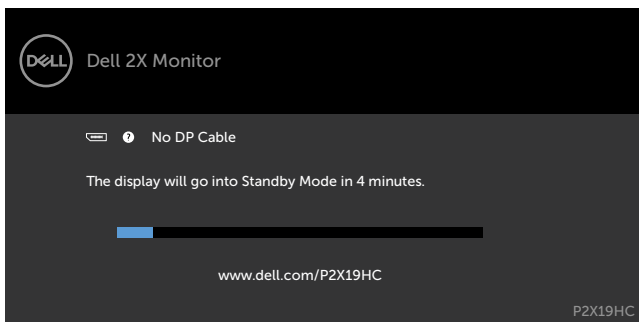 DELL
Dell 2X Monitor
? No DP Cable
The display will go into Standby Mode in 4 minutes.
www.dell.com/P2X19HC
P2X19HC